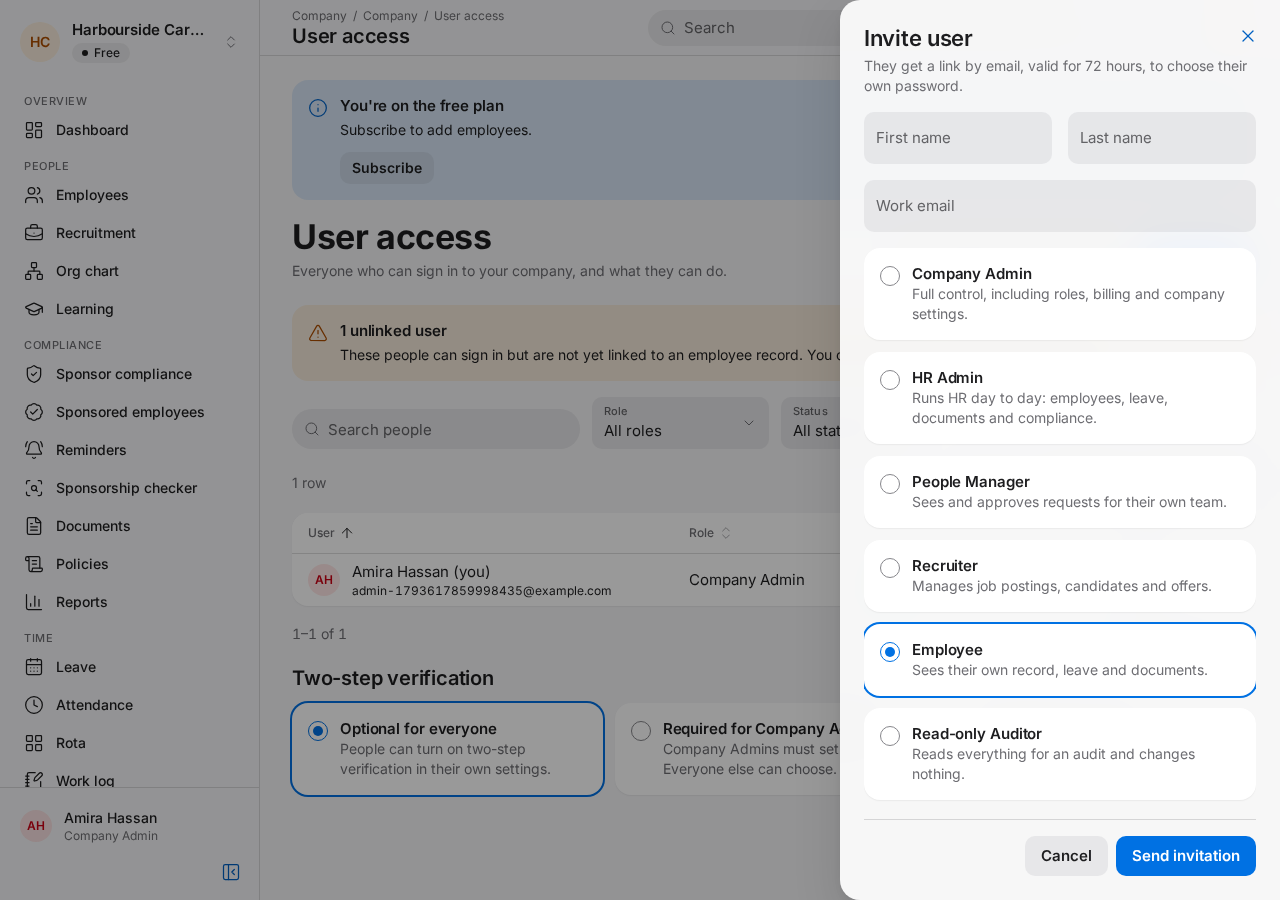 HC
Harbourside Car...
Free
OVERVIEW
Dashboard
PEOPLE
Employees
Recruitment
Org chart
Learning
COMPLIANCE
Sponsor compliance
Sponsored employees
Reminders
Sponsorship checker
Documents
Policies
Reports
TIME
Leave
Attendance
Rota
Work log
AH
Amira Hassan
Company Admin
Company / Company / User access
User access
Search
You're on the free plan
Subscribe to add employees.
Subscribe
User access
Everyone who can sign in to your company, and what they can do.
1 unlinked user
These people can sign in but are not yet linked to an employee record. You
Search people
Role
All roles
Status
All stat
1 row
User
Role
AH
Amira Hassan (you)
admin-1793617859998435@example.com
Company Admin
1–1 of 1
Two-step verification
Optional for everyone
People can turn on two-step
verification in their own settings.
Required for Company A
Company Admins must set
Everyone else can choose.
Invite user
They get a link by email, valid for 72 hours, to choose their
own password.
First name
Last name
Work email
Company Admin
Full control, including roles, billing and company
settings.
HR Admin
Runs HR day to day: employees, leave,
documents and compliance.
People Manager
Sees and approves requests for their own team.
Recruiter
Manages job postings, candidates and offers.
Employee
Sees their own record, leave and documents.
Read-only Auditor
Reads everything for an audit and changes
nothing.
Cancel
Send invitation